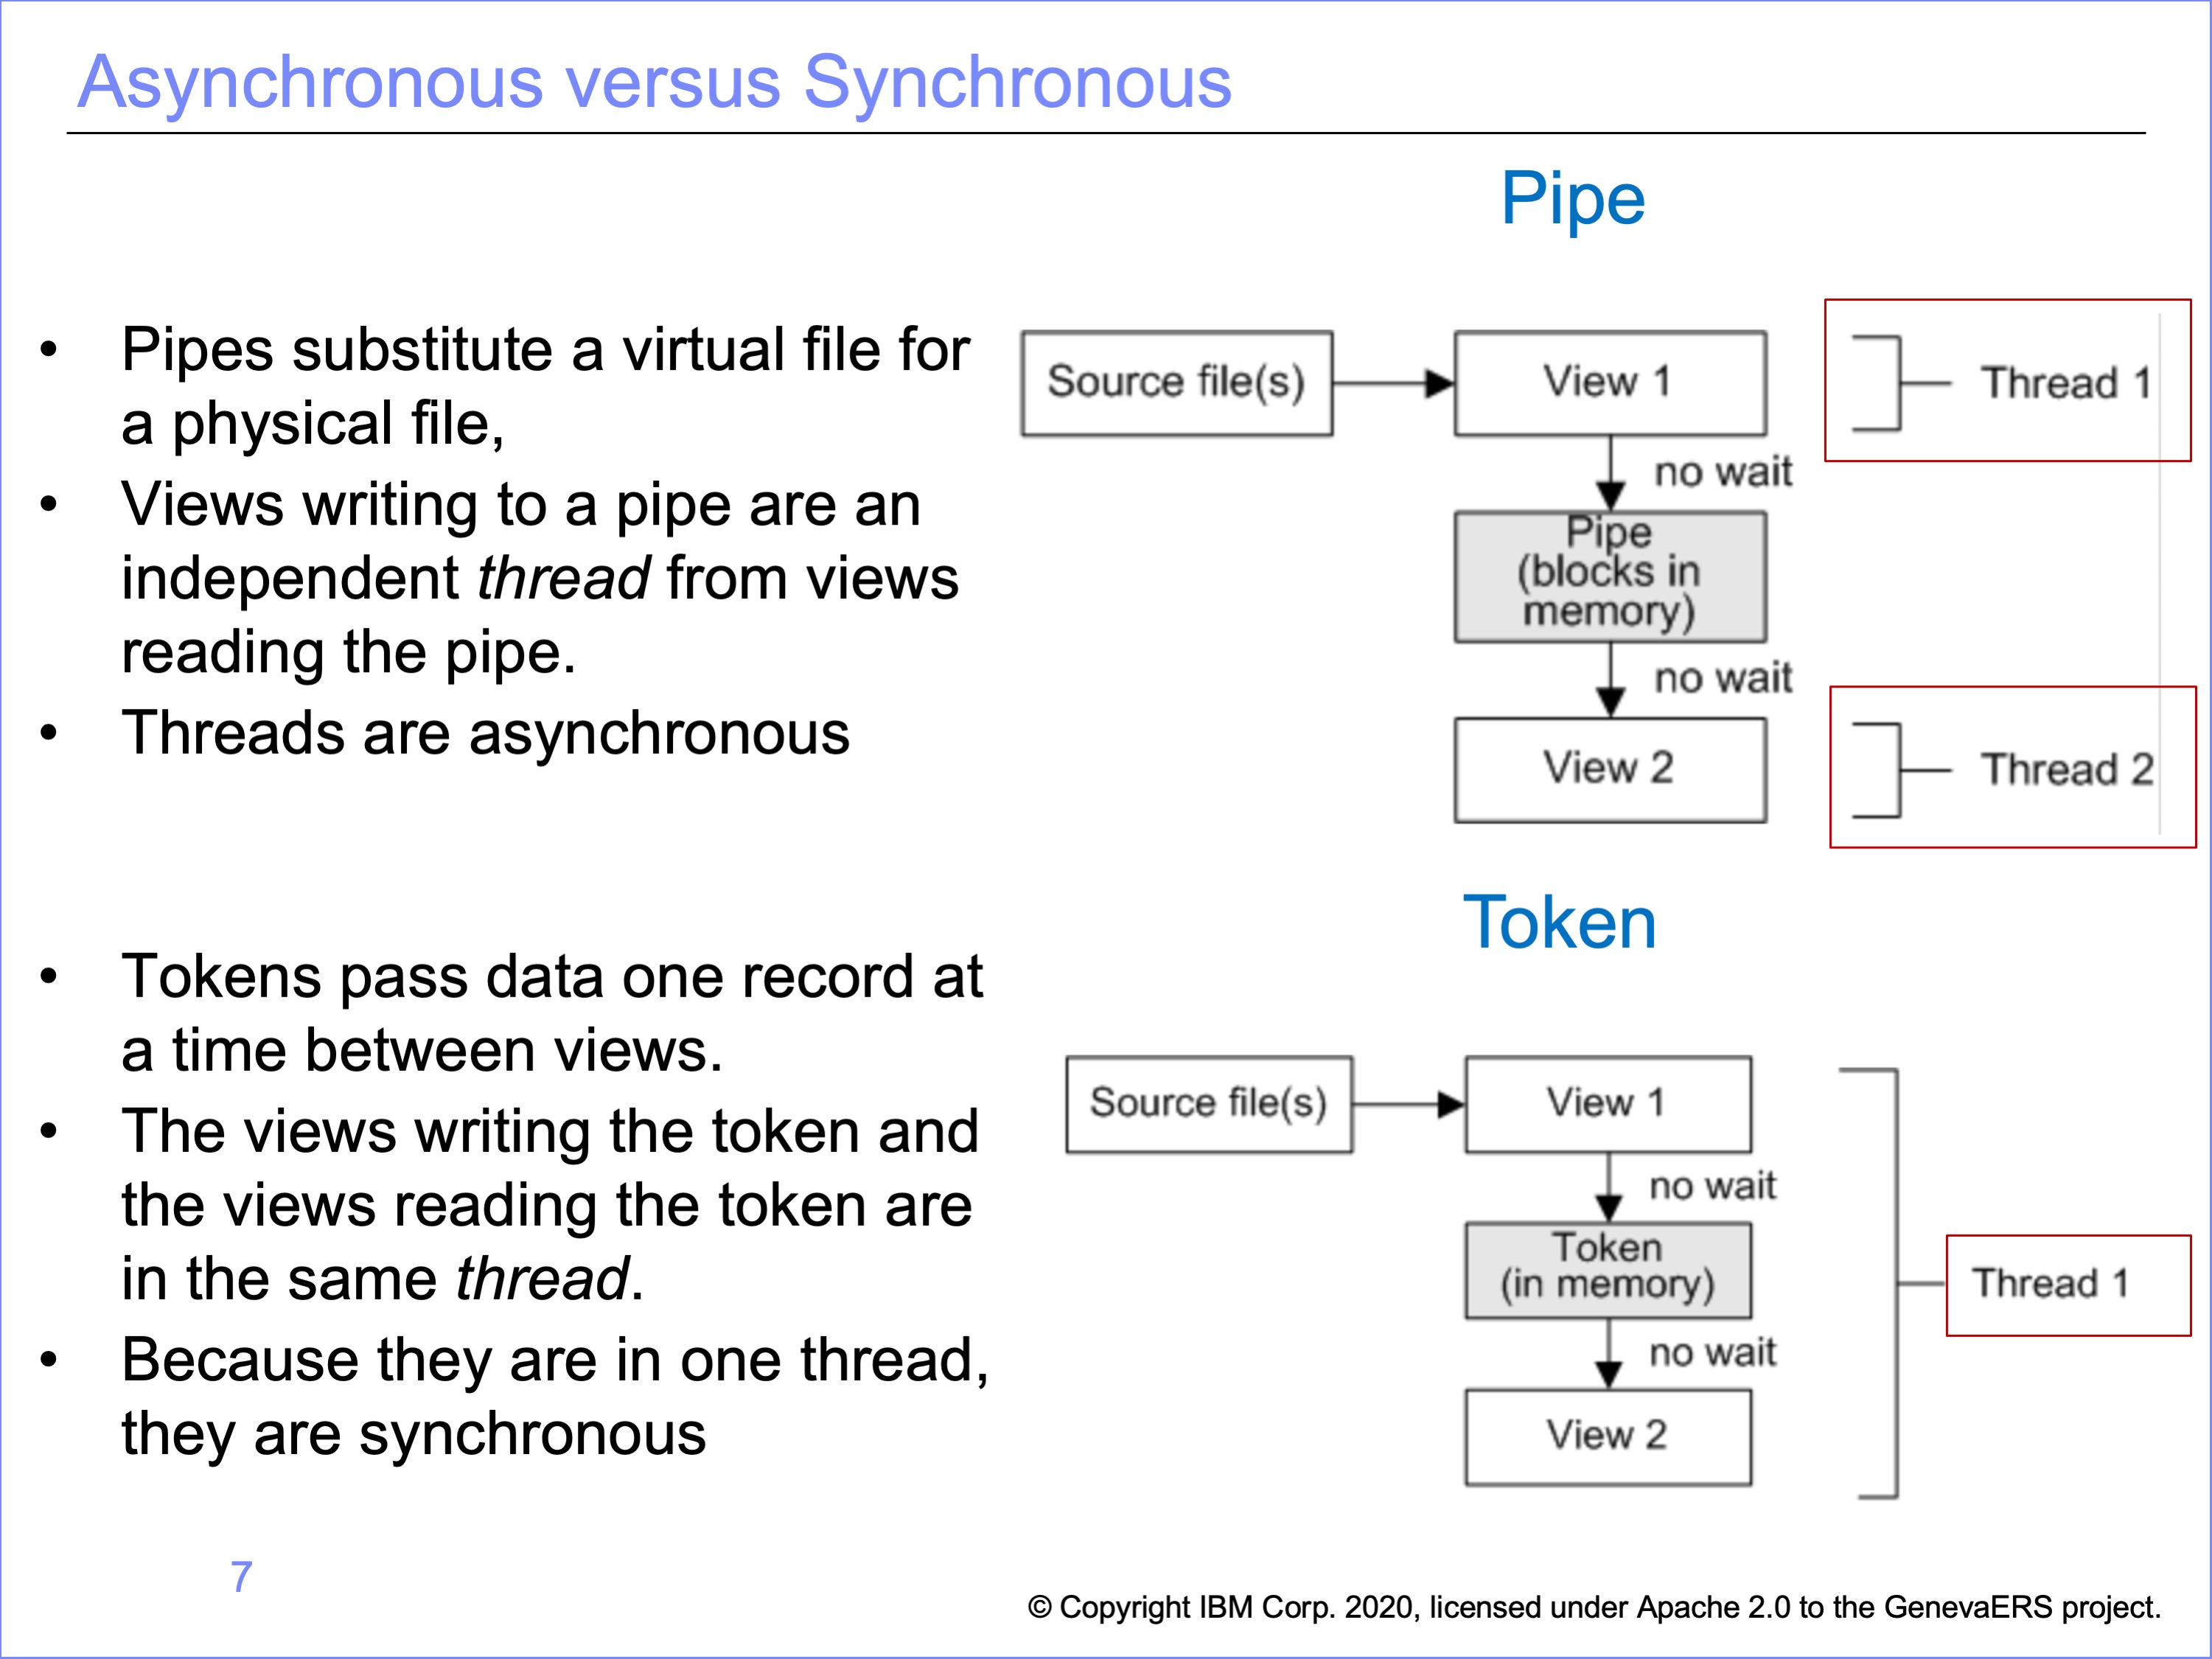 Asynchronous versus Synchronous
Pipe
• Pipes substitute a virtual file for
a physical file,
• Views writing to a pipe are an
independent thread from views
reading the pipe.
• Threads are asynchronous
Source file(s)
View 1
Thread 1
no wait
Pipe
(blocks in
memory)
no wait
View 2
Thread 2
Token
• Tokens pass data one record at
a time between views.
• The views writing the token and
the views reading the token are
in the same thread.
• Because they are in one thread,
they are synchronous
Source file(s)
View 1
no wait
Token
(in memory)
Thread 1
no wait
View 2
7
© Copyright IBM Corp. 2020, licensed under Apache 2.0 to the GenevaERS project.